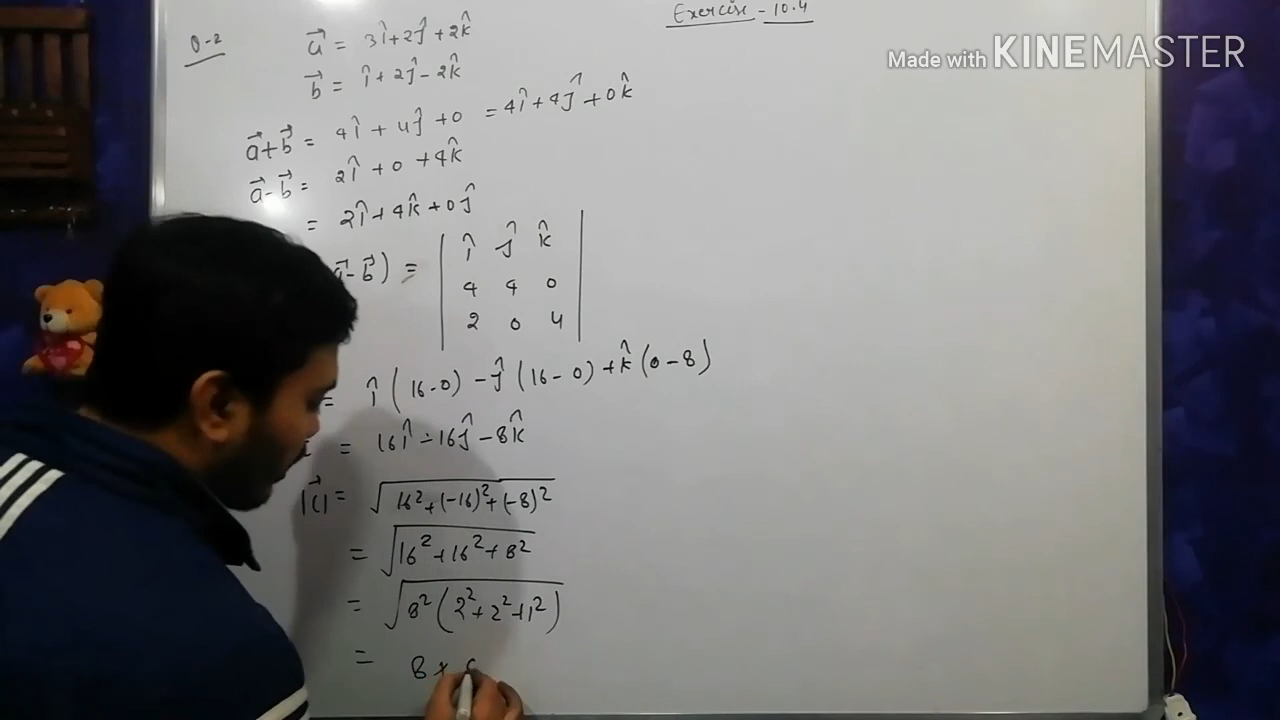 Exercise - 10.4
Made with KINEMASTER
Q-2
a⃗ = 3î+2ĵ+2k̂
b⃗ = î+2ĵ-2k̂
a⃗+b⃗ = 4î + 4ĵ + 0 = 4î + 4ĵ + 0k̂
a⃗-b⃗ = 2î + 0 + 4k̂
= 2î+4k̂+0ĵ
a⃗-b⃗) = | î ĵ k̂ |
| 4 4 0 |
| 2 0 4 |
= î (16-0) - ĵ (16-0) + k̂ (0-8)
= 16î - 16ĵ - 8k̂
|c⃗| = √(16²+(-16)²+(-8)²)
= √(16²+16²+8²)
= √(8²(2²+2²+1²))
= 8×